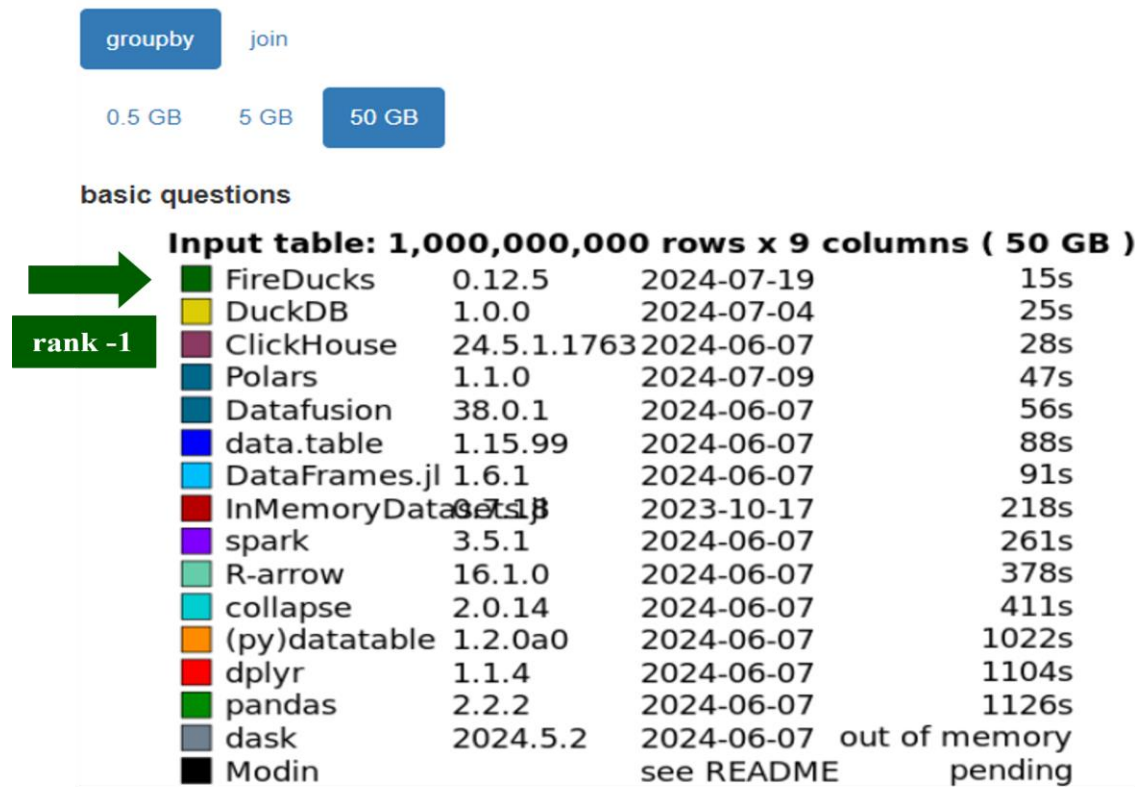 groupby join
0.5 GB 5 GB 50 GB
basic questions
Input table: 1,000,000,000 rows x 9 columns ( 50 GB )
FireDucks 0.12.5 2024-07-19 15s
DuckDB 1.0.0 2024-07-04 25s
rank -1
ClickHouse 24.5.1.1763 2024-06-07 28s
Polars 1.1.0 2024-07-09 47s
Datafusion 38.0.1 2024-06-07 56s
data.table 1.15.99 2024-06-07 88s
DataFrames.jl 1.6.1 2024-06-07 91s
InMemoryDatasets.jl 0.7.18 2023-10-17 218s
spark 3.5.1 2024-06-07 261s
R-arrow 16.1.0 2024-06-07 378s
collapse 2.0.14 2024-06-07 411s
(py)datatable 1.2.0a0 2024-06-07 1022s
dplyr 1.1.4 2024-06-07 1104s
pandas 2.2.2 2024-06-07 1126s
dask 2024.5.2 2024-06-07 out of memory
Modin see README pending